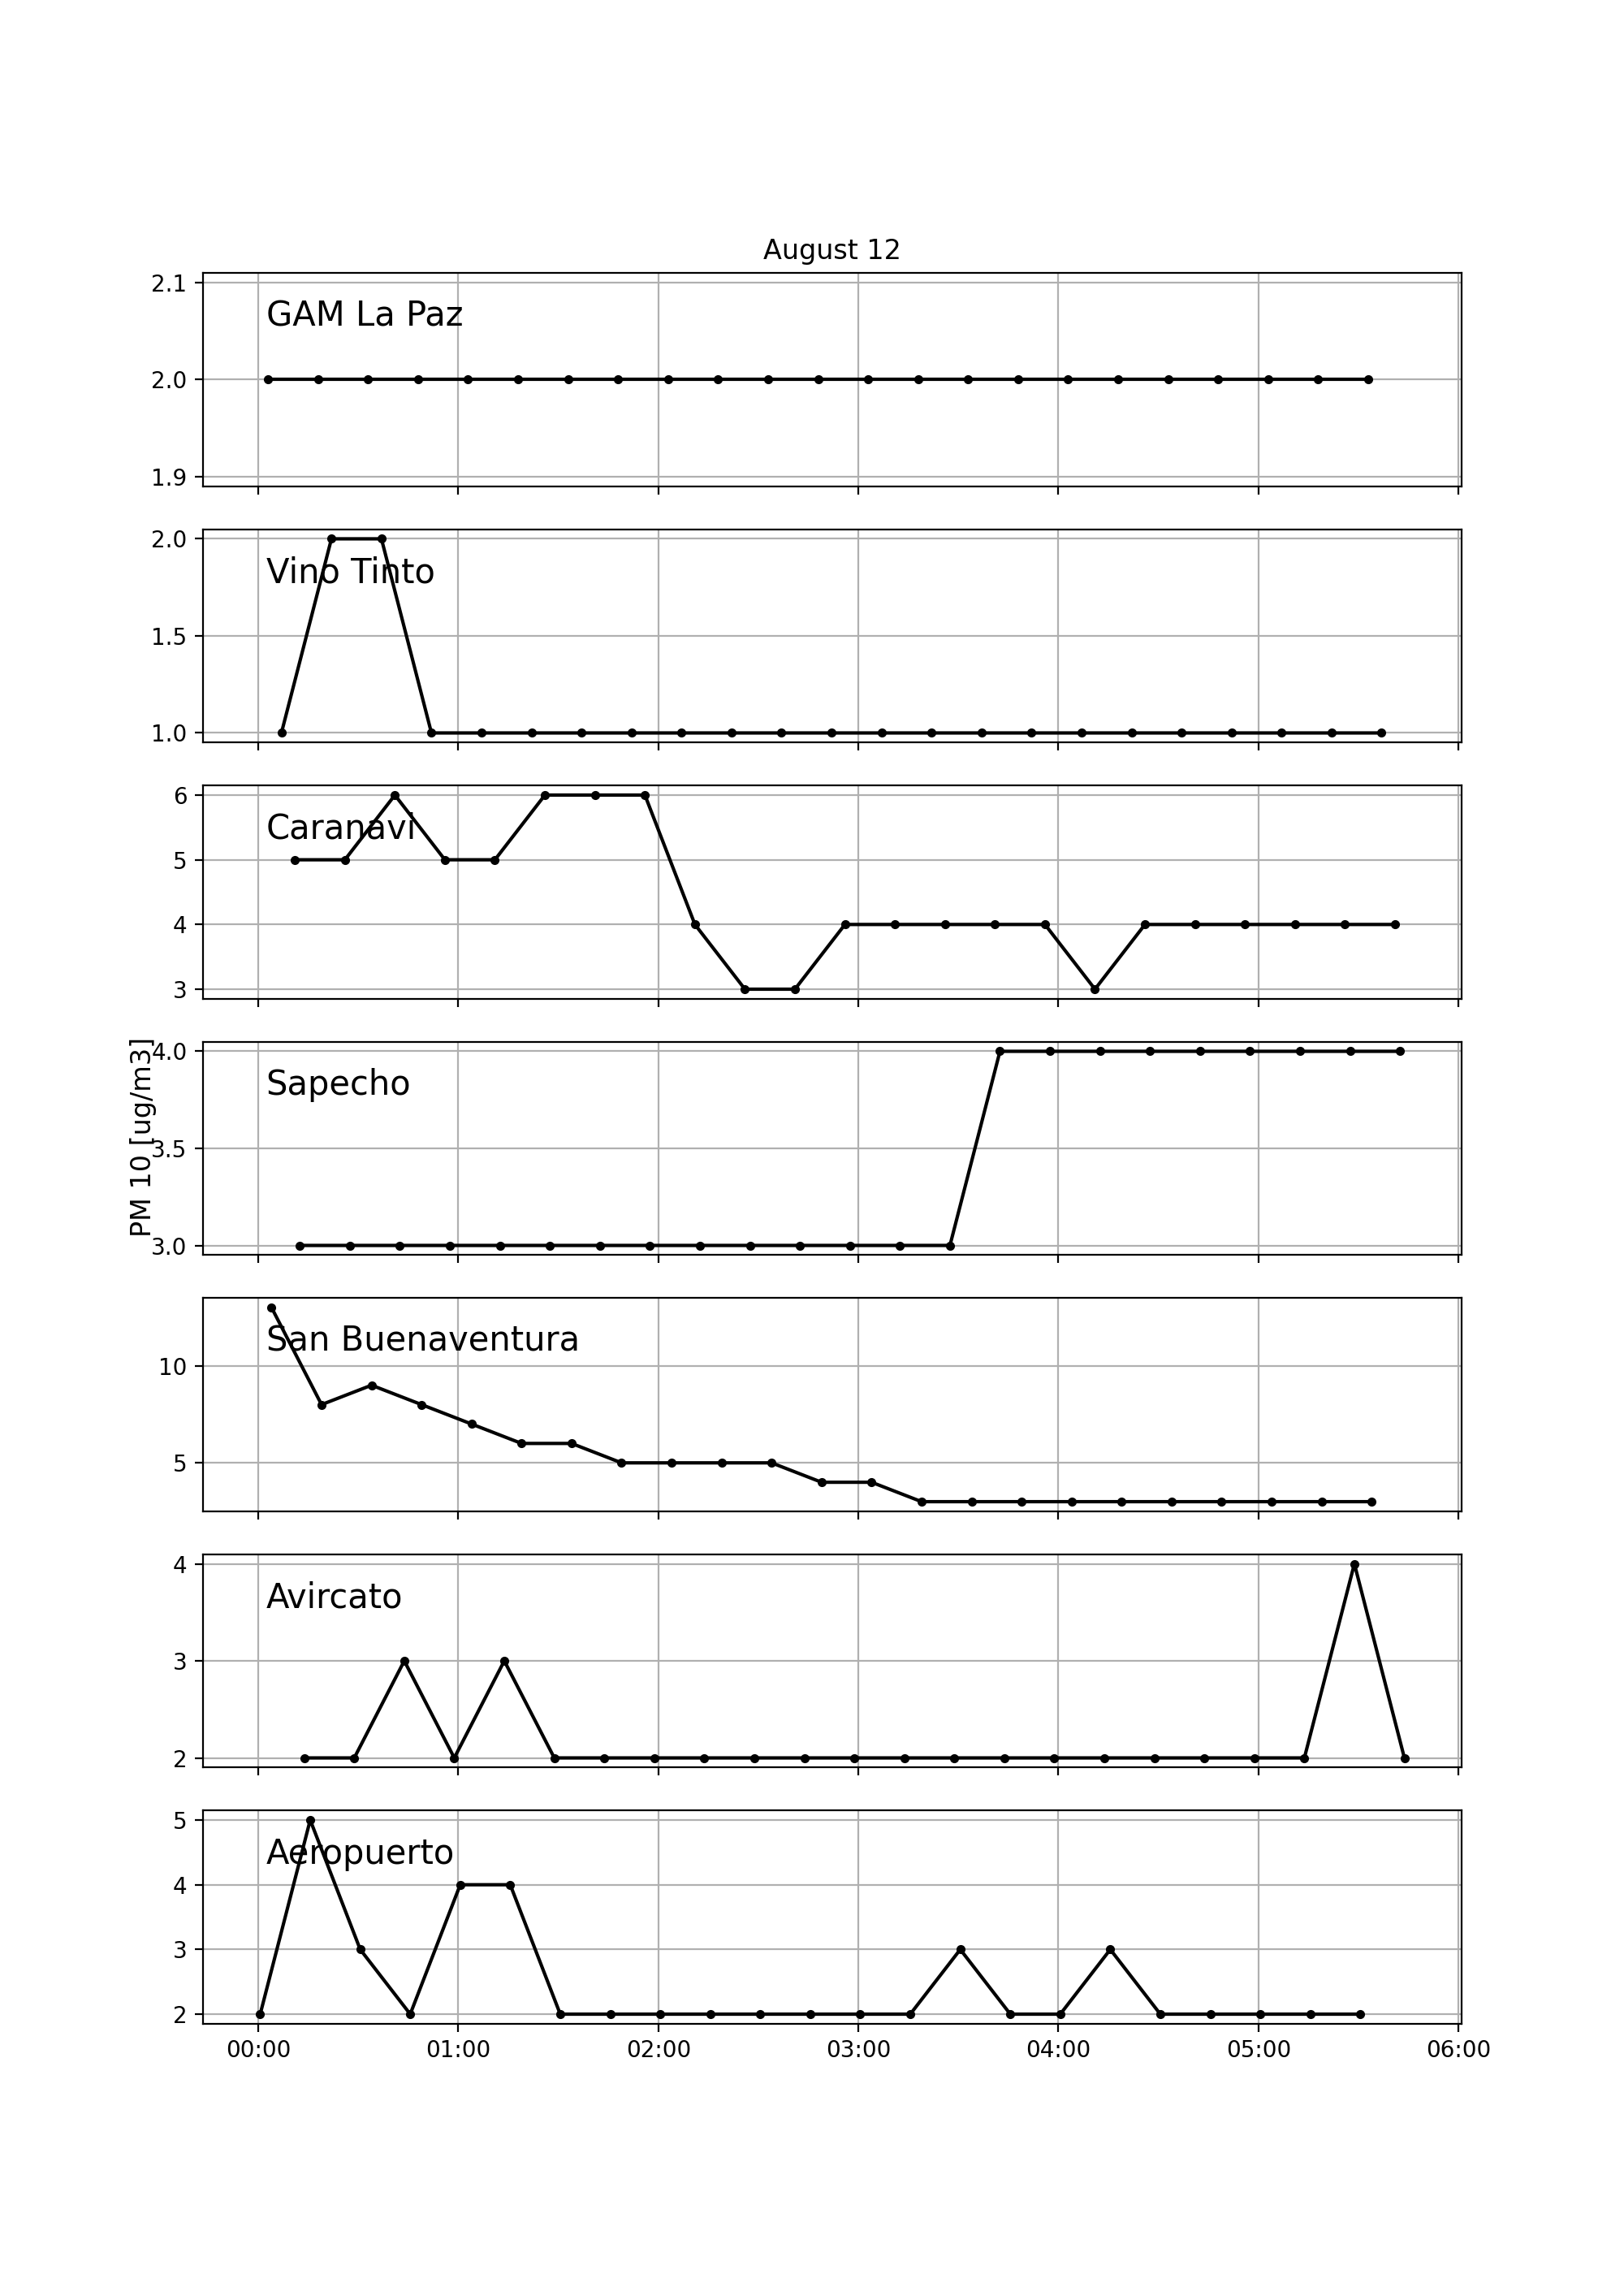 August 12
2.1
GAM La Paz
2.0
1.9
2.0
Vino Tinto
1.5
1.0
6
Caranavi
5
4
3
PM 10 [ug/m3]
4.0
Sapecho
3.5
3.0
San Buenaventura
10
5
4
Avircato
3
2
5
Aeropuerto
4
3
2
00:00 01:00 02:00 03:00 04:00 05:00 06:00